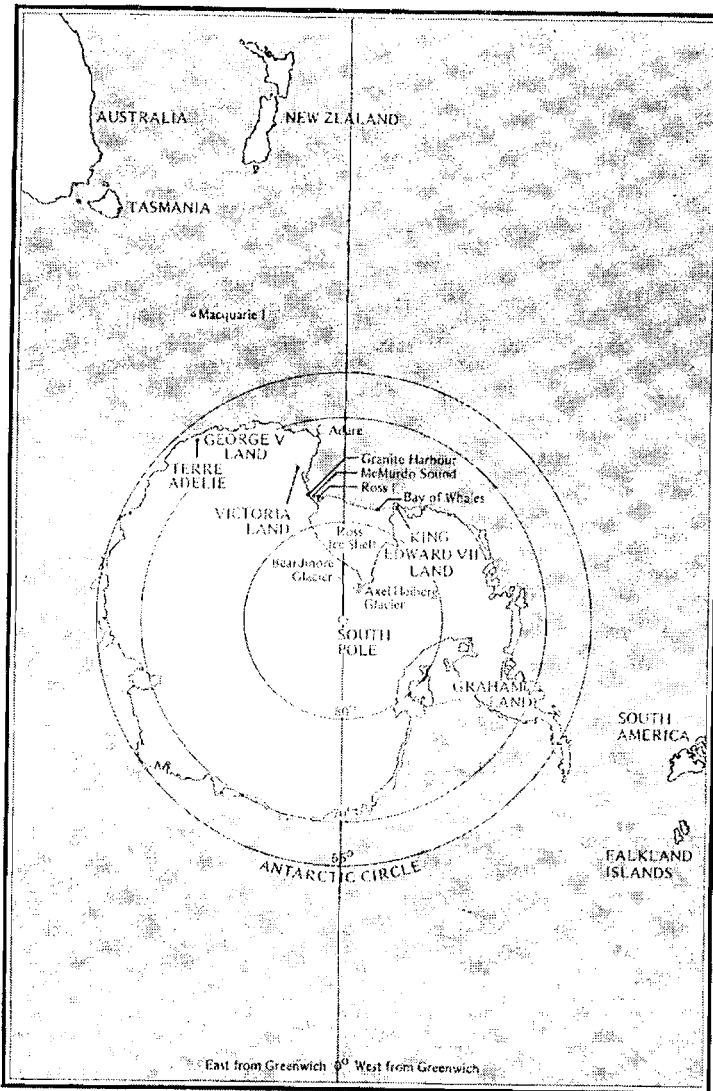 AUSTRALIA
NEW ZEALAND
TASMANIA
Macquarie I
Adare
GEORGE V
LAND
TERRE
ADELIE
Granite Harbour
McMurdo Sound
Ross I
Bay of Whales
VICTORIA
LAND
Ross
Ice Shelf
KING
EDWARD VII
LAND
Beardmore
Glacier
Axel Heiberg
Glacier
SOUTH
POLE
GRAHAM
LAND
80°
SOUTH
AMERICA
70°
FALKLAND
ISLANDS
ANTARCTIC CIRCLE
East from Greenwich 0° West from Greenwich